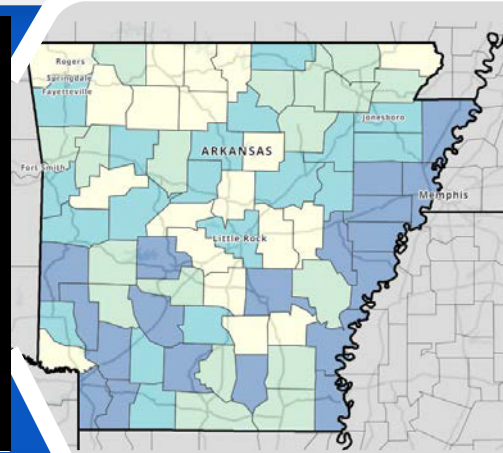 Rogers
Springdale
Fayetteville
Jonesboro
ARKANSAS
Fort Smith
Memphis
Little Rock